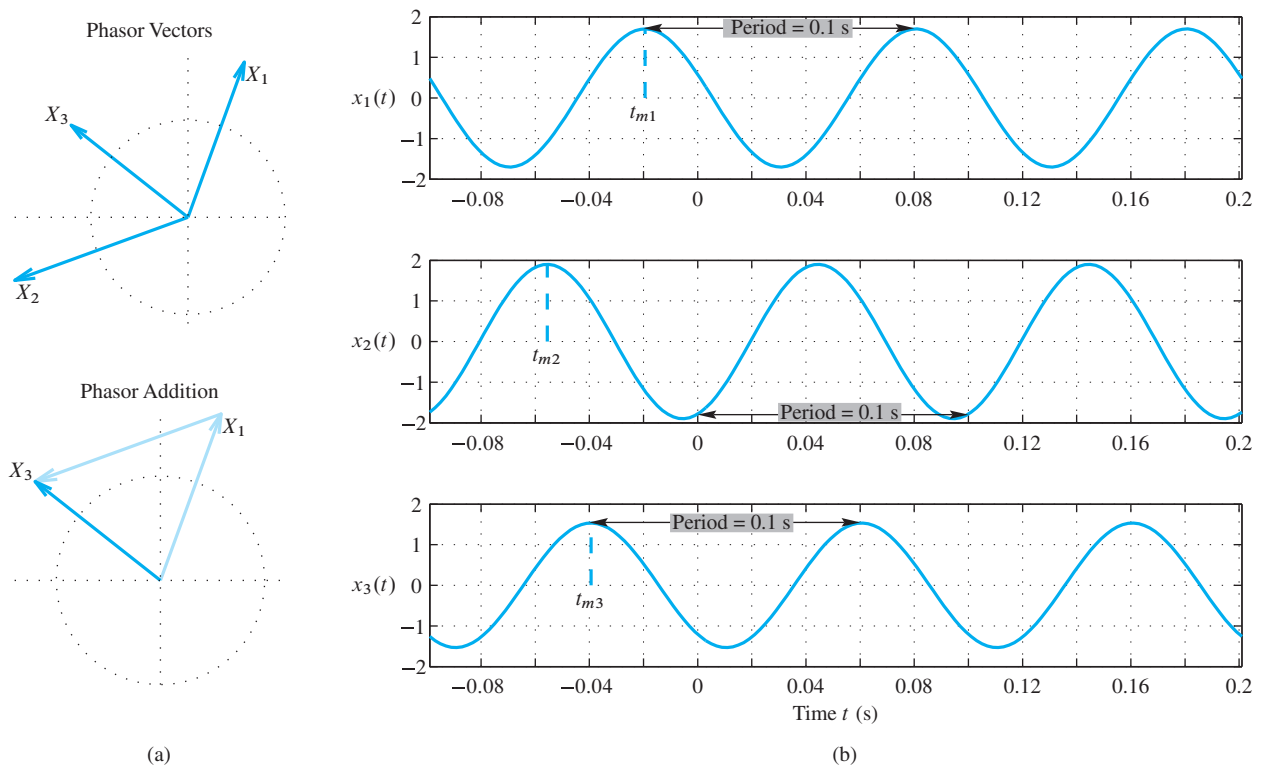 Phasor Vectors
X₁
X₃
X₂
Phasor Addition
X₁
X₃
(a)
2
1
0
−1
−2
x₁(t)
Period = 0.1 s
tₘ₁
−0.08 −0.04 0 0.04 0.08 0.12 0.16 0.2
2
1
0
−1
−2
x₂(t)
tₘ₂
Period = 0.1 s
−0.08 −0.04 0 0.04 0.08 0.12 0.16 0.2
2
1
0
−1
−2
x₃(t)
Period = 0.1 s
tₘ₃
−0.08 −0.04 0 0.04 0.08 0.12 0.16 0.2
Time t (s)
(b)